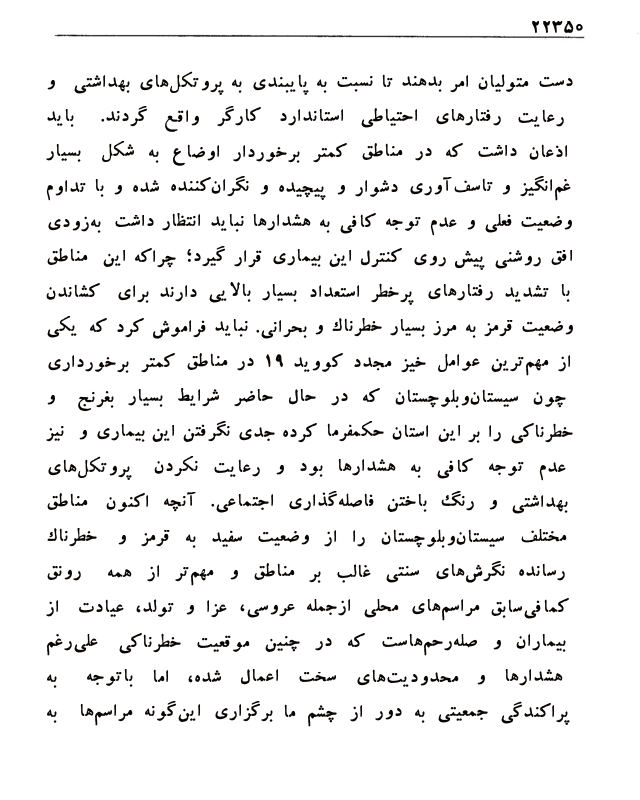 ۲۲۳۵۰
دست متولیان امر بدهند تا نسبت به پایبندی به پروتکل‌های بهداشتی و
رعایت رفتارهای احتیاطی استاندارد کارگر واقع گردند. باید
اذعان داشت که در مناطق کمتر برخوردار اوضاع به شکل بسیار
غم‌انگیز و تاسف‌آوری دشوار و پیچیده و نگران‌کننده شده و با تداوم
وضعیت فعلی و عدم توجه کافی به هشدارها نباید انتظار داشت به‌زودی
افق روشنی پیش روی کنترل این بیماری قرار گیرد؛ چراکه این مناطق
با تشدید رفتارهای پرخطر استعداد بسیار بالایی دارند برای کشاندن
وضعیت قرمز به مرز بسیار خطرناك و بحرانی. نباید فراموش کرد که یکی
از مهم‌ترین عوامل خیز مجدد کووید ۱۹ در مناطق کمتر برخورداری
چون سیستان‌وبلوچستان که در حال حاضر شرایط بسیار بغرنج و
خطرناکی را بر این استان حکمفرما کرده جدی نگرفتن این بیماری و نیز
عدم توجه کافی به هشدارها بود و رعایت نکردن پروتکل‌های
بهداشتی و رنگ باختن فاصله‌گذاری اجتماعی. آنچه اکنون مناطق
مختلف سیستان‌وبلوچستان را از وضعیت سفید به قرمز و خطرناك
رسانده نگرش‌های سنتی غالب بر مناطق و مهم‌تر از همه رونق
کمافی‌سابق مراسم‌های محلی ازجمله عروسی، عزا و تولد، عیادت از
بیماران و صله‌رحم‌هاست که در چنین موقعیت خطرناکی علی‌رغم
هشدارها و محدودیت‌های سخت اعمال شده، اما باتوجه به
پراکندگی جمعیتی به دور از چشم ما برگزاری این‌گونه مراسم‌ها به